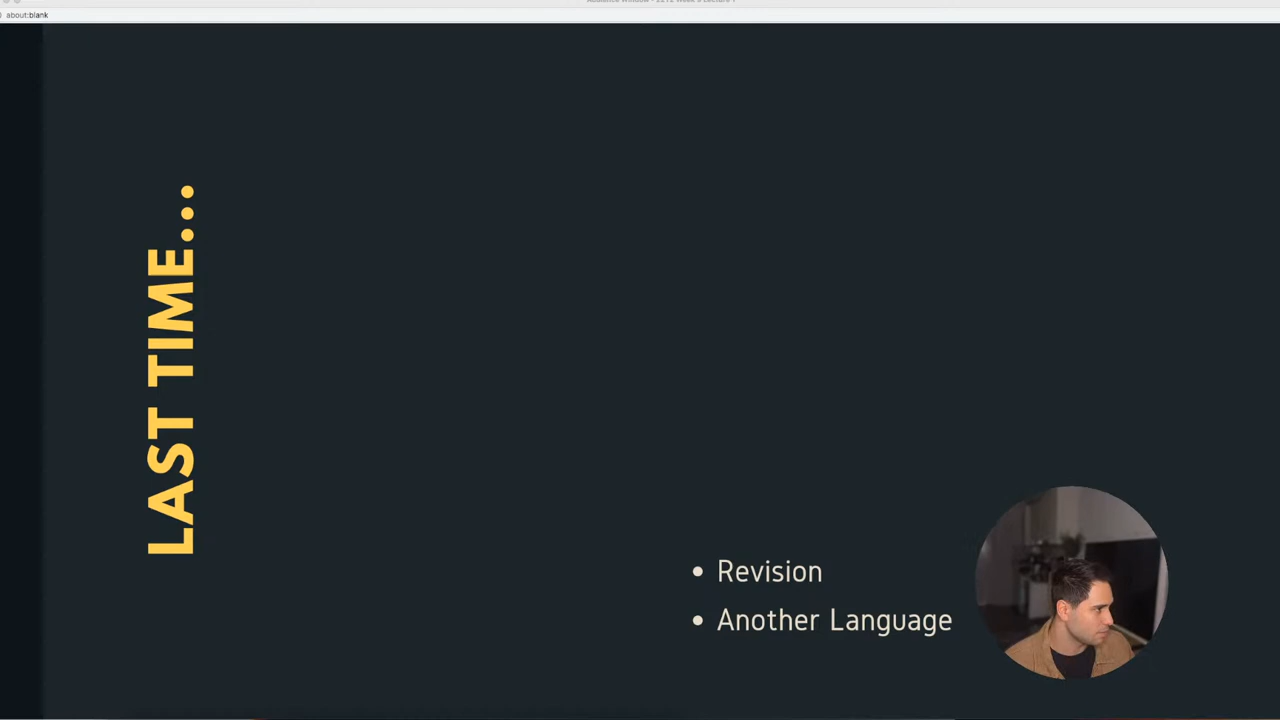 about:blank
LAST TIME...
• Revision
• Another Language